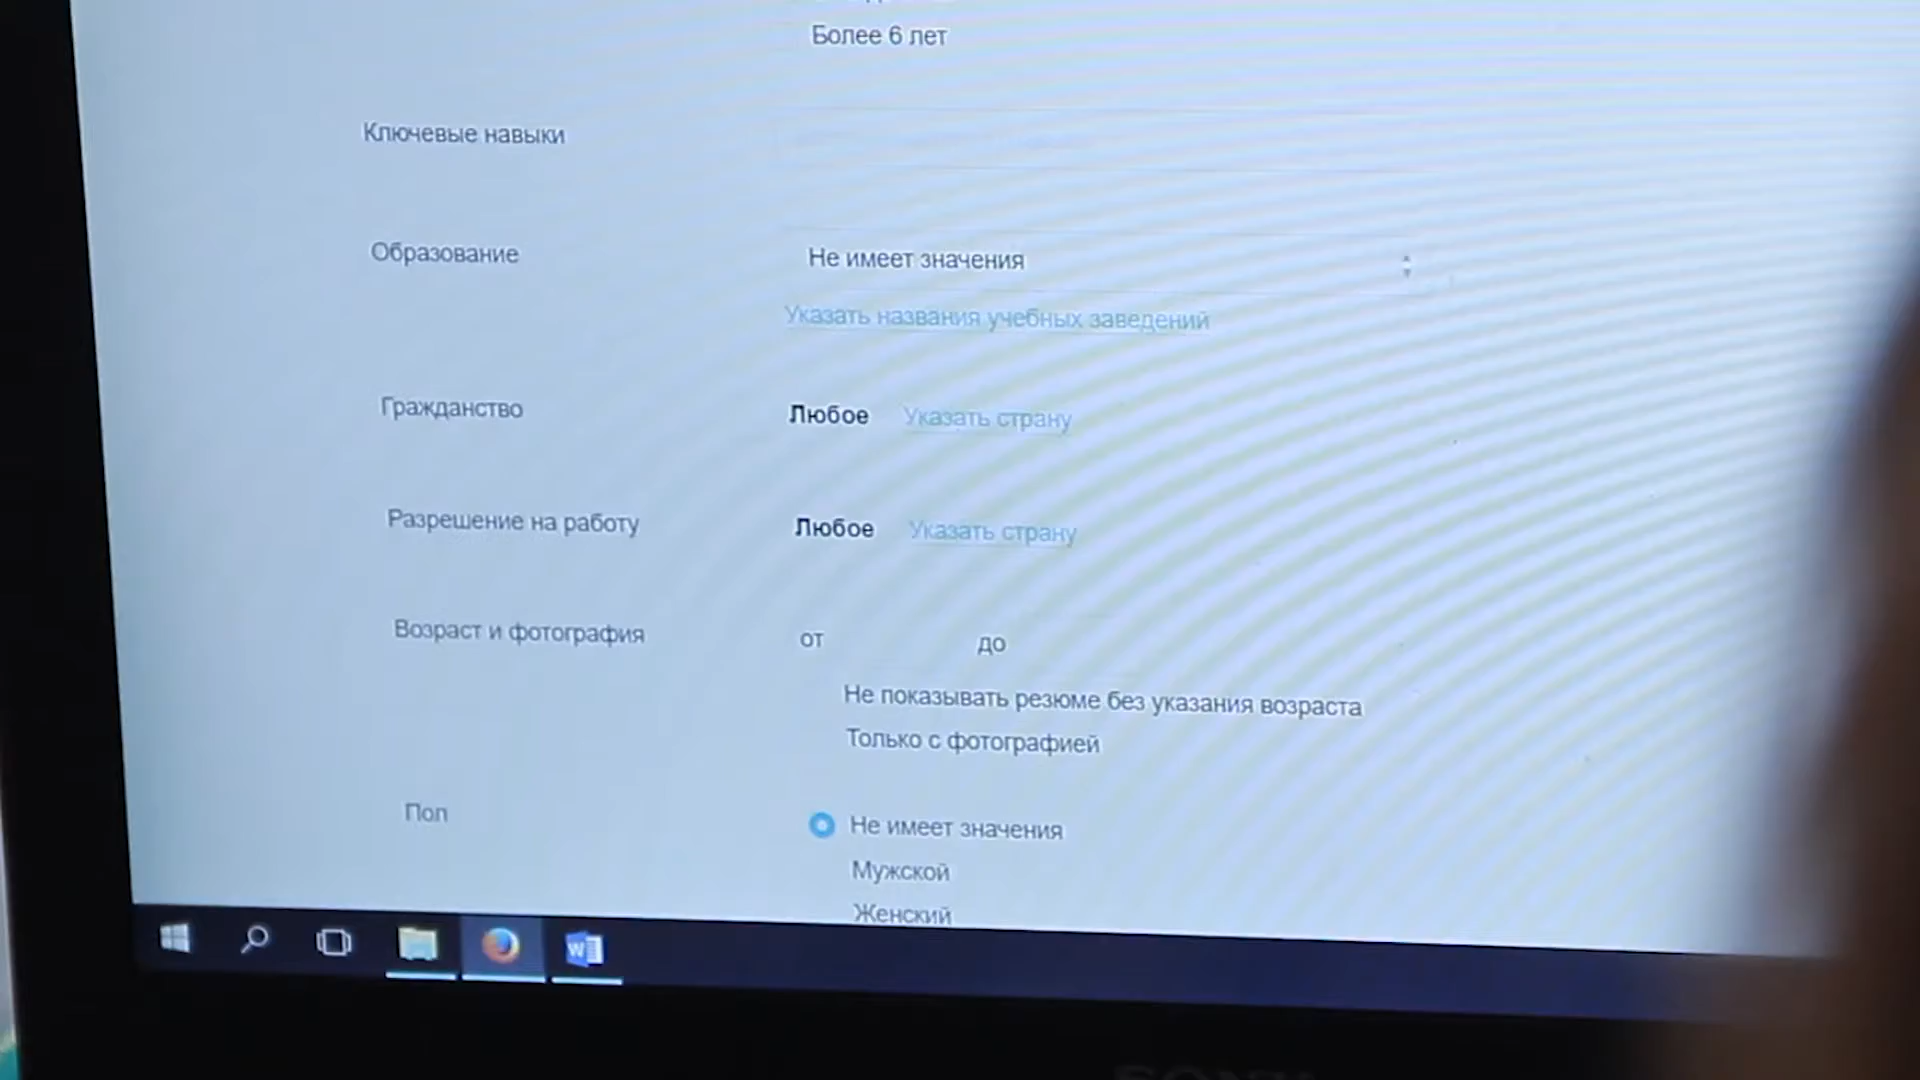 Более 6 лет
Ключевые навыки
Образование
Не имеет значения
Указать названия учебных заведений
Гражданство
Любое Указать страну
Разрешение на работу
Любое Указать страну
Возраст и фотография
от до
Не показывать резюме без указания возраста
Только с фотографией
Пол
Не имеет значения
Мужской
Женский
W